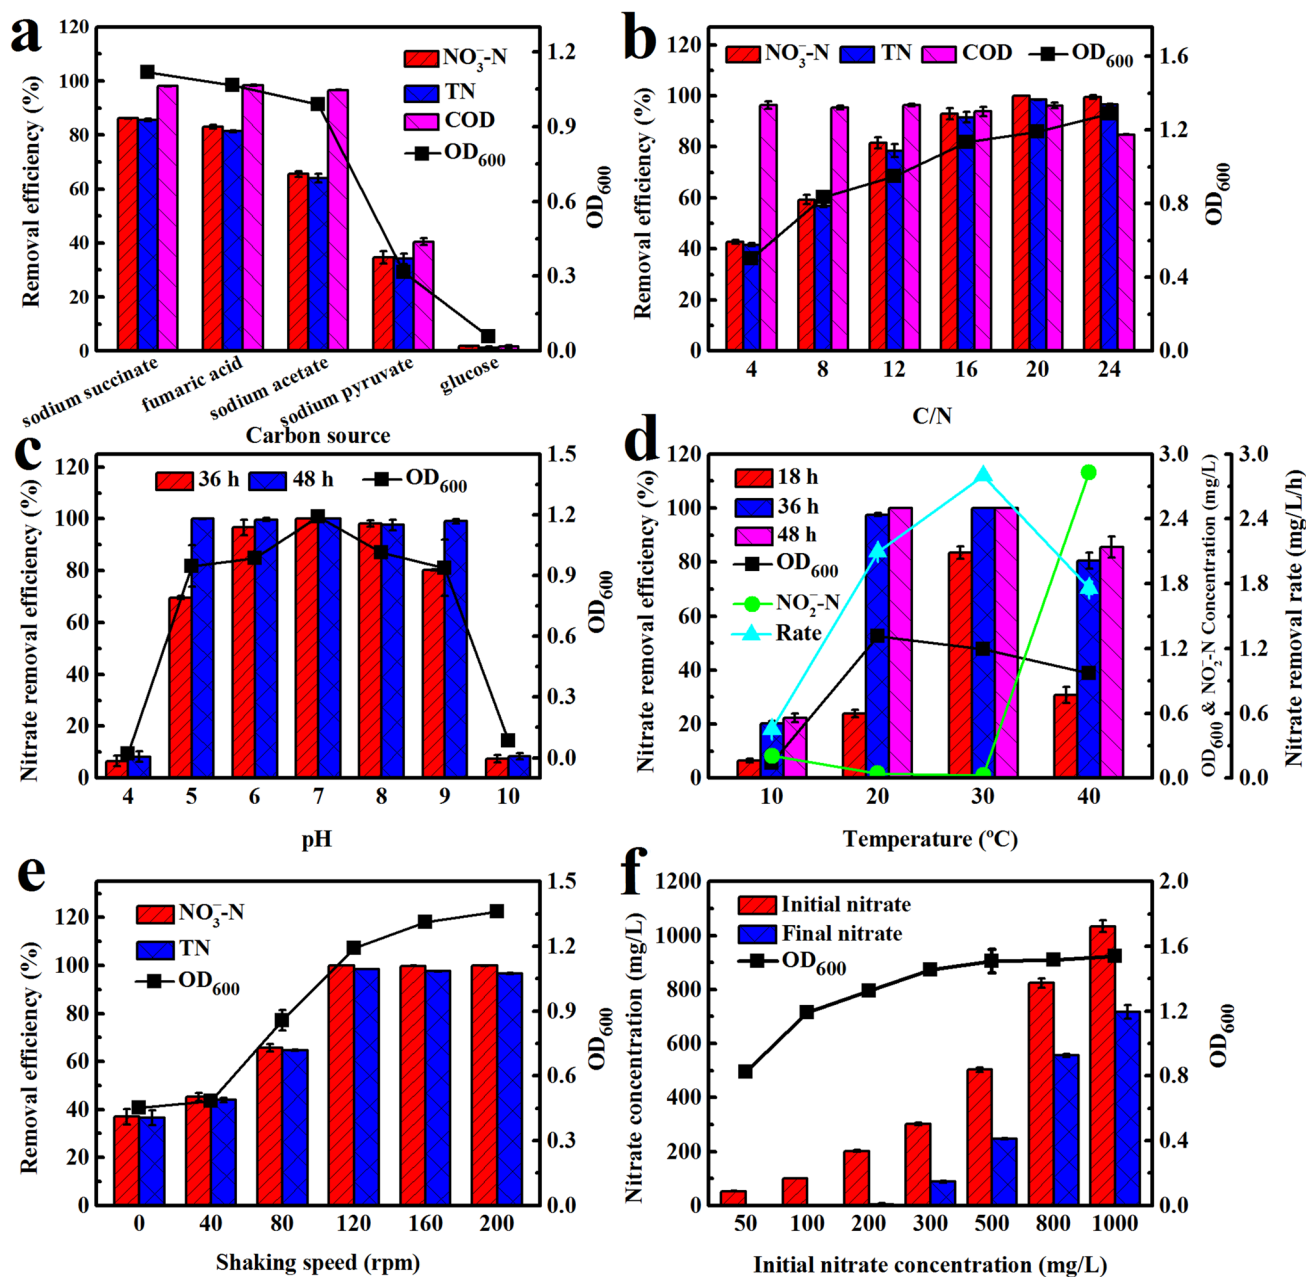 a
120
100
80
60
40
20
0
Removal efficiency (%)
NO₃⁻-N
TN
COD
OD₆₀₀
1.2
0.9
0.6
0.3
0.0
OD₆₀₀
sodium succinate
fumaric acid
sodium acetate
sodium pyruvate
glucose
Carbon source
b
120
100
80
60
40
20
0
Removal efficiency (%)
NO₃⁻-N TN COD OD₆₀₀
1.6
1.2
0.8
0.4
0.0
OD₆₀₀
4 8 12 16 20 24
C/N
c
120
100
80
60
40
20
0
Nitrate removal efficiency (%)
36 h 48 h OD₆₀₀
1.5
1.2
0.9
0.6
0.3
0.0
OD₆₀₀
4 5 6 7 8 9 10
pH
d
120
100
80
60
40
20
0
Nitrate removal efficiency (%)
18 h
36 h
48 h
OD₆₀₀
NO₂⁻-N
Rate
3.0
2.4
1.8
1.2
0.6
0.0
OD₆₀₀ & NO₂⁻-N Concentration (mg/L)
3.0
2.5
2.0
1.5
1.0
0.5
0.0
Nitrate removal rate (mg/L/h)
10 20 30 40
Temperature (ºC)
e
120
100
80
60
40
20
0
Removal efficiency (%)
NO₃⁻-N
TN
OD₆₀₀
1.5
1.2
0.9
0.6
0.3
0.0
OD₆₀₀
0 40 80 120 160 200
Shaking speed (rpm)
f
1200
1000
800
600
400
200
0
Nitrate concentration (mg/L)
Initial nitrate
Final nitrate
OD₆₀₀
2.0
1.6
1.2
0.8
0.4
0.0
OD₆₀₀
50 100 200 300 500 800 1000
Initial nitrate concentration (mg/L)